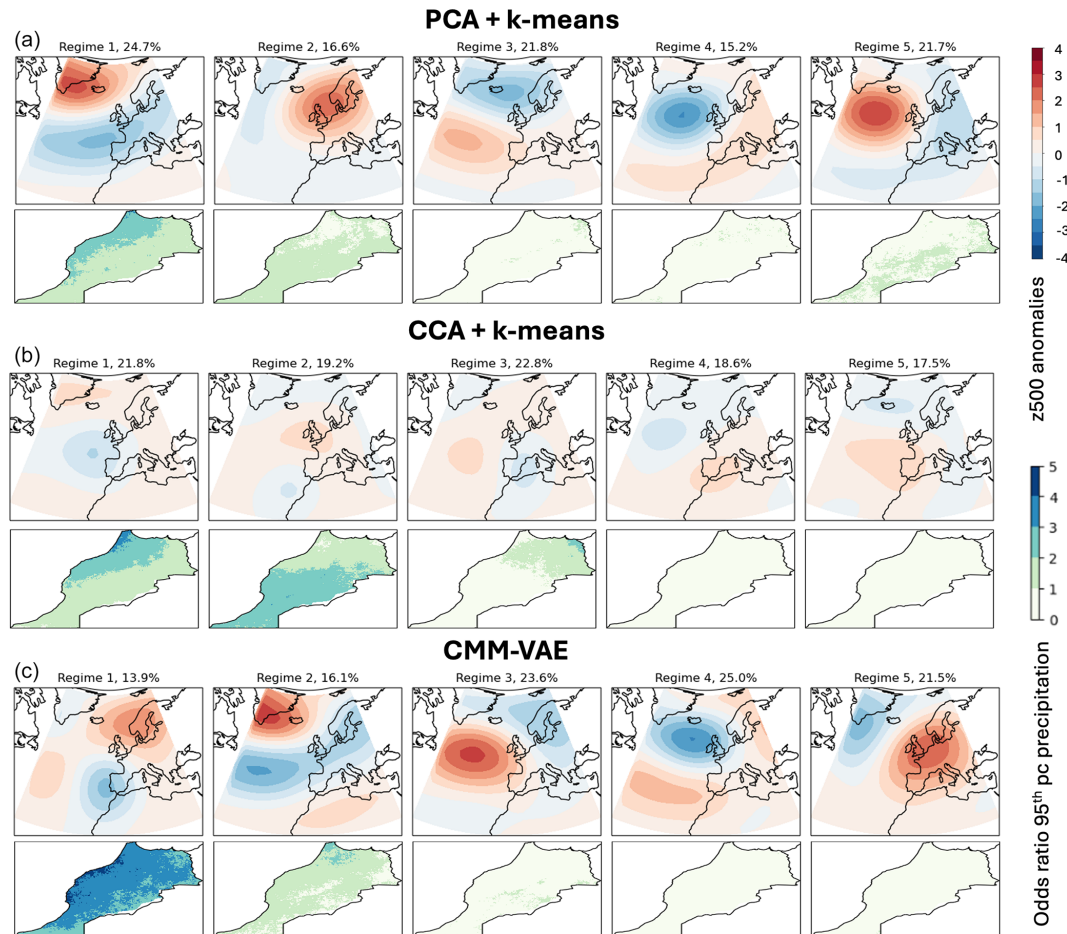 PCA + k-means
(a)
Regime 1, 24.7%
Regime 2, 16.6%
Regime 3, 21.8%
Regime 4, 15.2%
Regime 5, 21.7%
4
3
2
1
0
-1
-2
-3
-4
z500 anomalies
CCA + k-means
(b)
Regime 1, 21.8%
Regime 2, 19.2%
Regime 3, 22.8%
Regime 4, 18.6%
Regime 5, 17.5%
5
4
3
2
1
0
Odds ratio 95th pc precipitation
CMM-VAE
(c)
Regime 1, 13.9%
Regime 2, 16.1%
Regime 3, 23.6%
Regime 4, 25.0%
Regime 5, 21.5%